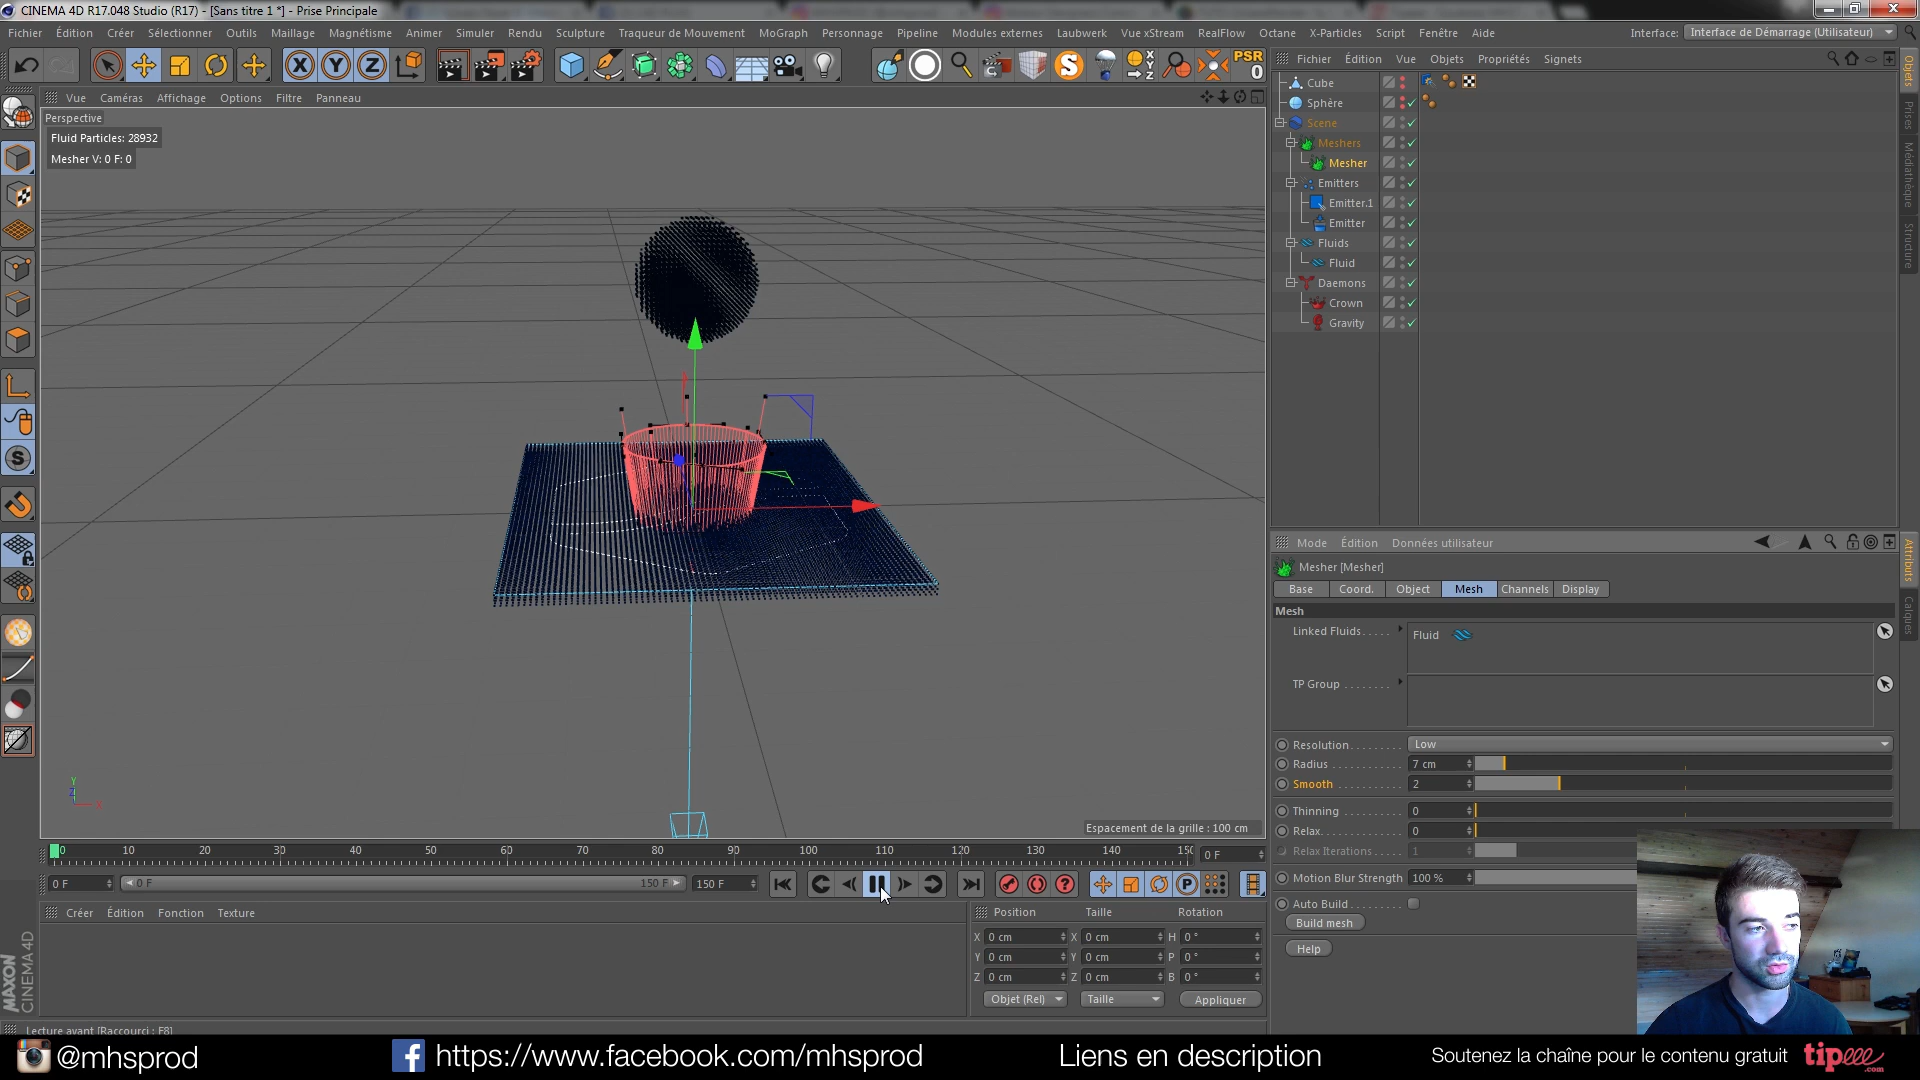 CINEMA 4D R17.048 Studio (R17) - [Sans titre 1 *] - Prise Principale
Fichier Édition Créer Sélectionner Outils Maillage Magnétisme Animer Simuler Rendu Sculpture Traqueur de Mouvement MoGraph Personnage Pipeline Modules externes Laubwerk Vue xStream Octane RealFlow X-Particles Script Fenêtre Aide Interface: Interface de Démarrage (Utilisateur)
X Y Z S X Y Z PSR 0
Vue Caméras Affichage Options Filtre Panneau
Perspective
Fluid Particles: 28932
Mesher V: 0 F: 0
Espacement de la grille : 100 cm
Fichier Édition Vue Objets Propriétés Signets
Cube
Sphère
Scene
Meshers
Mesher
Emitters
Emitter.1
Emitter
Fluids
Fluid
Daemons
Crown
Gravity
Objets
Prises
Médiathèque
Structure
Mode Édition Données utilisateur
Mesher [Mesher]
Base Coord. Object Mesh Channels Display
Mesh
Linked Fluids Fluid
TP Group
Resolution Low
Radius 7 cm
Smooth 2
Thinning 0
Relax 0
Relax Iterations 1
Motion Blur Strength 100 %
Auto Build
Build mesh
Help
Attributs
Calques
0 10 20 30 40 50 60 70 80 90 100 110 120 130 140 150 0 F
0 F 0 F 150 F 150 F
Créer Édition Fonction Texture
Position Taille Rotation
X 0 cm X 0 cm H 0 °
Y 0 cm Y 0 cm P 0 °
Z 0 cm Z 0 cm B 0 °
Objet (Rel) Taille Appliquer
MAXON CINEMA 4D
Lecture avant [Raccourci : F8]
@mhsprod https://www.facebook.com/mhsprod Liens en description Soutenez la chaîne pour le contenu gratuit tipeee.com